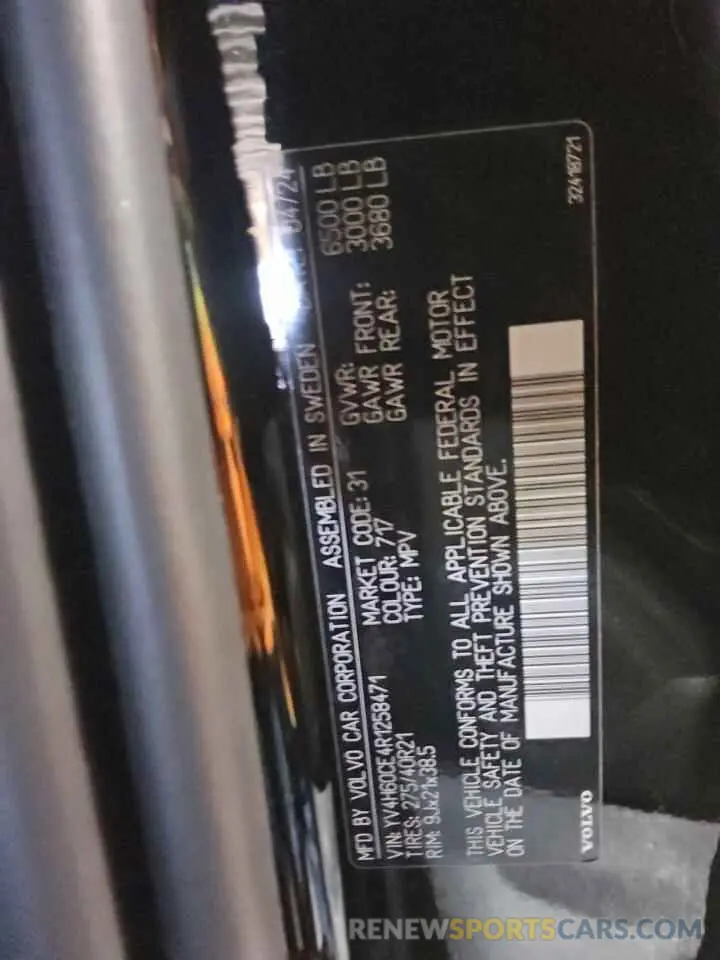 MFD BY VOLVO CAR CORPORATION ASSEMBLED IN SWEDEN 04/24
VIN: YV4H60CE4R1258471 MARKET CODE: 31 GVWR: 6500 LB
TIRES: 275/40R21 COLOUR: 717 GAWR FRONT: 3000 LB
RIM: 9Jx21x38.5 TYPE: MPV GAWR REAR: 3680 LB
THIS VEHICLE CONFORMS TO ALL APPLICABLE FEDERAL MOTOR
VEHICLE SAFETY AND THEFT PREVENTION STANDARDS IN EFFECT
ON THE DATE OF MANUFACTURE SHOWN ABOVE.
VOLVO 32418721
RENEWSPORTSCARS.COM